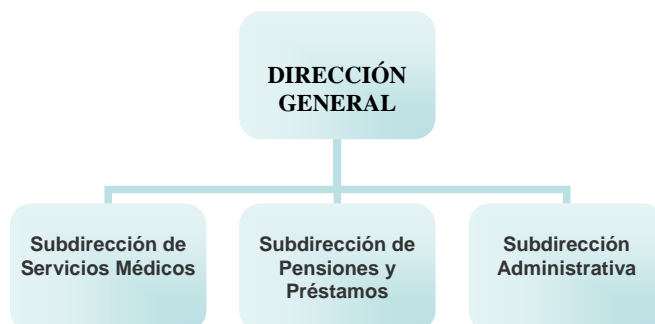 DIRECCIÓN
GENERAL
Subdirección de
Servicios Médicos
Subdirección de
Pensiones y
Préstamos
Subdirección
Administrativa